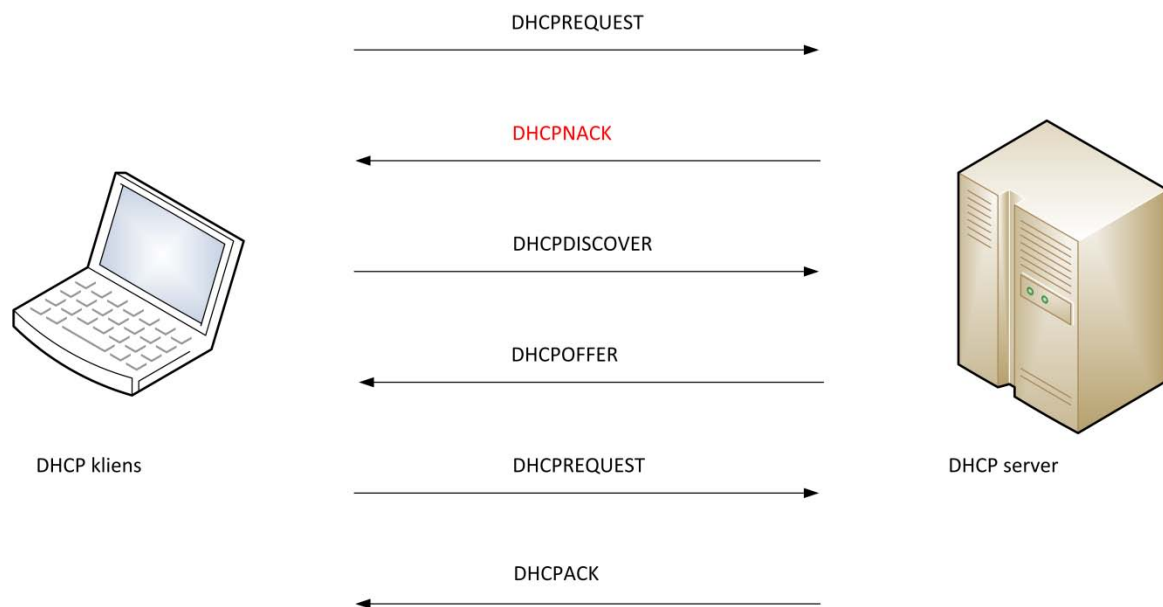 DHCPREQUEST
DHCPNACK
DHCPDISCOVER
DHCPOFFER
DHCP kliens
DHCPREQUEST
DHCP server
DHCPACK